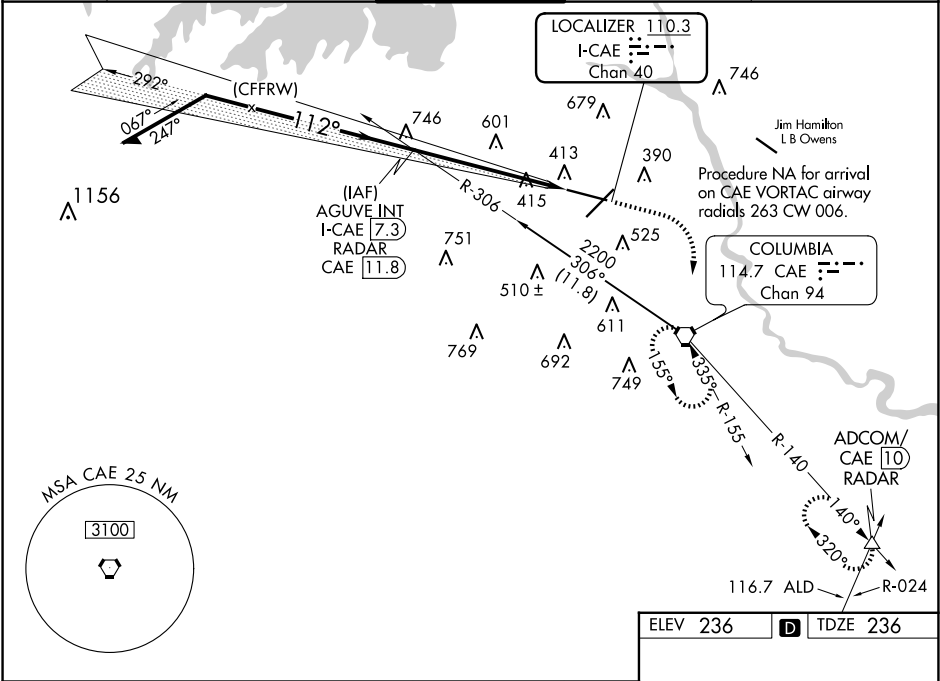 LOCALIZER 110.3
I-CAE
Chan 40
746
292°
(CFFRW)
067°
247°
112°
746
601
679
413
390
415
Jim Hamilton
L B Owens
Procedure NA for arrival
on CAE VORTAC airway
radials 263 CW 006.
1156
(IAF)
AGUVE INT
I-CAE 7.3
RADAR
CAE 11.8
R-306
751
525
2200
306°
(11.8)
510 ±
COLUMBIA
114.7 CAE
Chan 94
611
769
692
749
155°
335°
R-155
R-140
ADCOM/
CAE 10
RADAR
140°
320°
116.7 ALD
R-024
MSA CAE 25 NM
3100
ELEV 236
D
TDZE 236